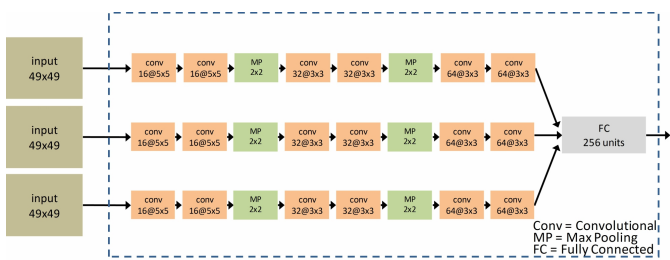 input
49x49
conv
16@5x5
conv
16@5x5
MP
2x2
conv
32@3x3
conv
32@3x3
MP
2x2
conv
64@3x3
conv
64@3x3
input
49x49
conv
16@5x5
conv
16@5x5
MP
2x2
conv
32@3x3
conv
32@3x3
MP
2x2
conv
64@3x3
conv
64@3x3
FC
256 units
input
49x49
conv
16@5x5
conv
16@5x5
MP
2x2
conv
32@3x3
conv
32@3x3
MP
2x2
conv
64@3x3
conv
64@3x3
Conv = Convolutional
MP = Max Pooling
FC = Fully Connected